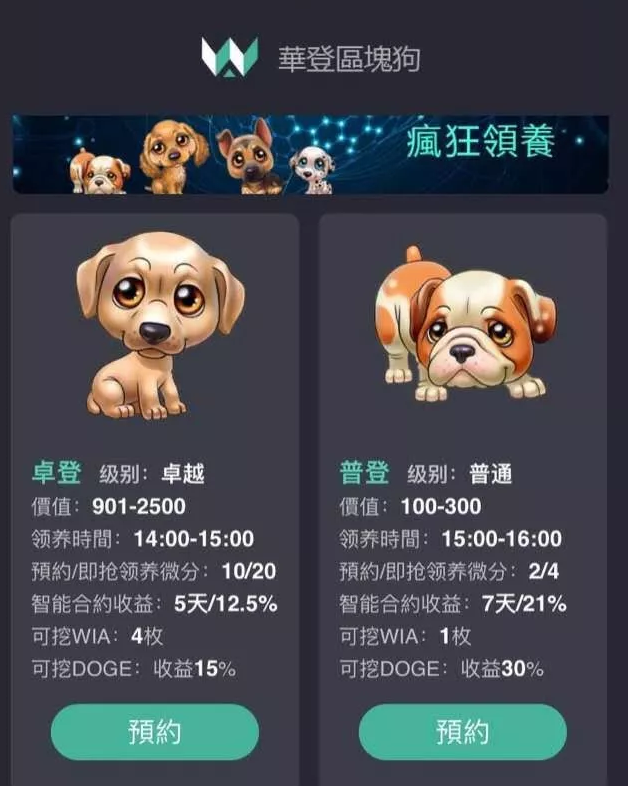 華登區塊狗
瘋狂領養
卓登 级别：卓越
價值：901-2500
领养時間：14:00-15:00
預約/即抢领养微分：10/20
智能合約收益：5天/12.5%
可挖WIA：4枚
可挖DOGE：收益15%
預約
普登 级别：普通
價值：100-300
领养時間：15:00-16:00
預約/即抢领养微分：2/4
智能合約收益：7天/21%
可挖WIA：1枚
可挖DOGE：收益30%
預約